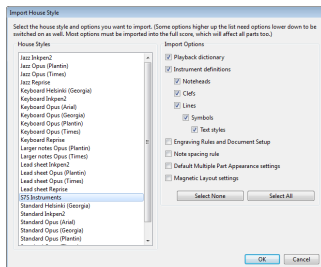 Import House Style
Select the house style and options you want to import. (Some options higher up the list need options lower down to be
switched on as well. Most options must be imported into the full score, which will affect all parts too.)
House Styles
Jazz Inkpen2
Jazz Opus (Plantin)
Jazz Opus (Times)
Jazz Reprise
Keyboard Helsinki (Georgia)
Keyboard Inkpen2
Keyboard Opus (Plantin)
Keyboard Opus (Times)
Keyboard Reprise
Larger notes Opus (Plantin)
Larger notes Opus (Times)
Lead sheet Inkpen2
Lead sheet Opus (Plantin)
Lead sheet Opus (Times)
Lead sheet Reprise
S7S Instruments
Standard Helsinki (Georgia)
Standard Inkpen2
Standard Opus (Arial)
Standard Opus (Georgia)
Standard Opus (Plantin)
Import Options
Playback dictionary
Instrument definitions
Noteheads
Clefs
Lines
Symbols
Text styles
Engraving Rules and Document Setup
Note spacing rule
Default Multiple Part Appearance settings
Magnetic Layout settings
Select None
Select All
OK
Cancel